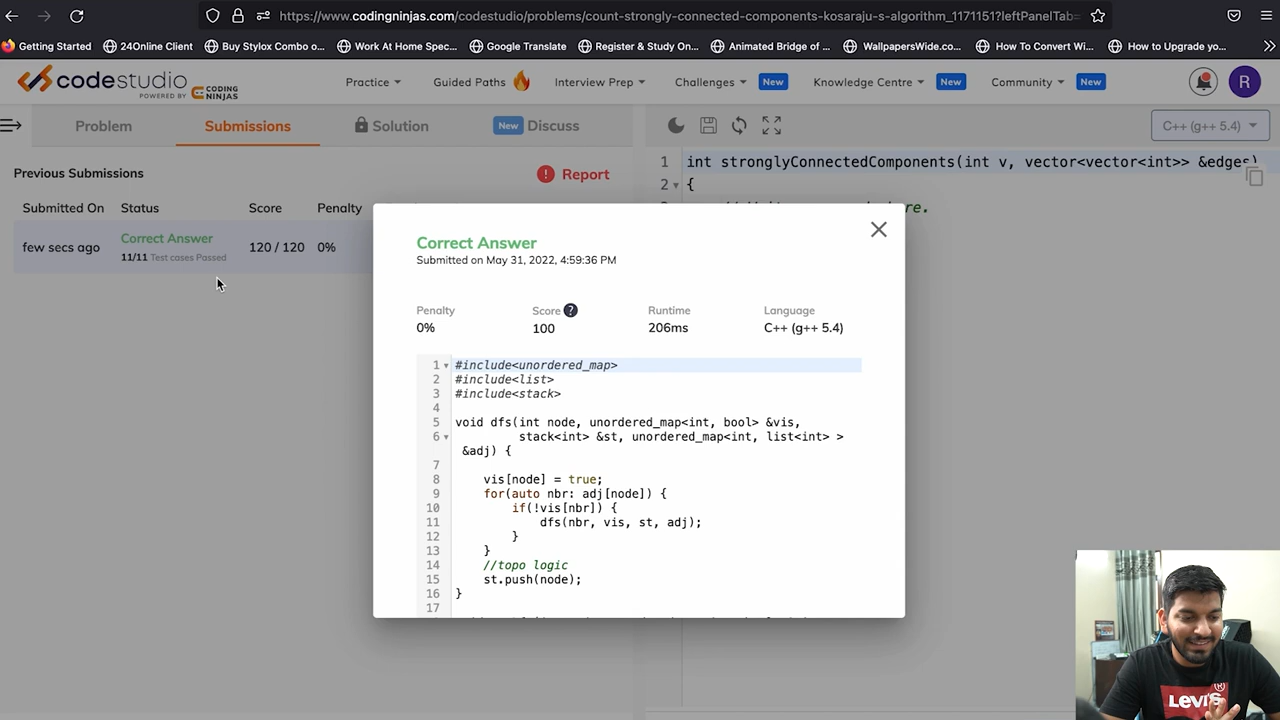 https://www.codingninjas.com/codestudio/problems/count-strongly-connected-components-kosaraju-s-algorithm_1171151?leftPanelTab=
Getting Started
24Online Client
Buy Stylox Combo o...
Work At Home Spec...
Google Translate
Register & Study On...
Animated Bridge of ...
WallpapersWide.co...
How To Convert Wi...
How to Upgrade yo...
codestudio
POWERED BY CODING NINJAS
Practice
Guided Paths
Interview Prep
Challenges New
Knowledge Centre New
Community New
R
Problem
Submissions
Solution
New Discuss
C++ (g++ 5.4)
Previous Submissions
Report
Submitted On Status Score Penalty
few secs ago Correct Answer 120 / 120 0%
11/11 Test cases Passed
1 int stronglyConnectedComponents(int v, vector<vector<int>> &edges)
2 {
Correct Answer
Submitted on May 31, 2022, 4:59:36 PM
Penalty Score ? Runtime Language
0% 100 206ms C++ (g++ 5.4)
1 #include<unordered_map>
2 #include<list>
3 #include<stack>
4
5 void dfs(int node, unordered_map<int, bool> &vis,
6 stack<int> &st, unordered_map<int, list<int> >
&adj) {
7
8 vis[node] = true;
9 for(auto nbr: adj[node]) {
10 if(!vis[nbr]) {
11 dfs(nbr, vis, st, adj);
12 }
13 }
14 //topo logic
15 st.push(node);
16 }
17
Levi's